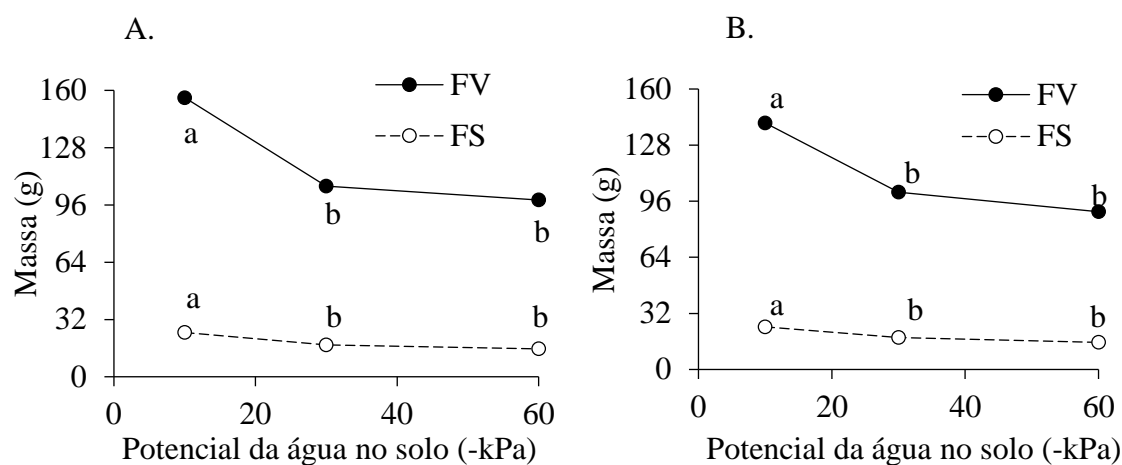 A.
Massa (g)
160
128
96
64
32
0
a
b
b
a
b
b
FV
FS
0 20 40 60
Potencial da água no solo (-kPa)
B.
Massa (g)
160
128
96
64
32
0
a
b
b
a
b
b
FV
FS
0 20 40 60
Potencial da água no solo (-kPa)